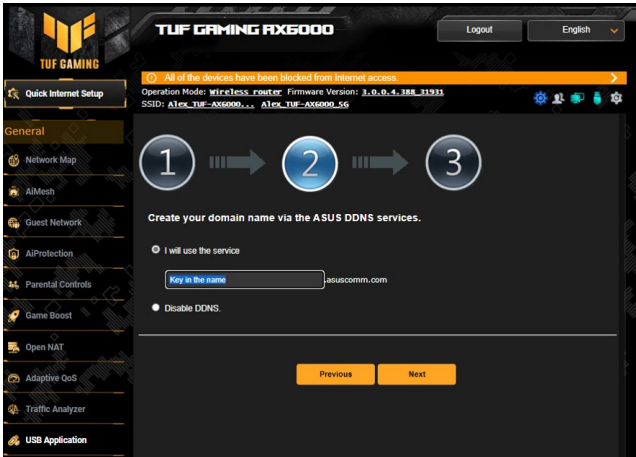 TUF GAMING
TUF GAMING AX6000
Logout
English
All of the devices have been blocked from Internet access.
Quick Internet Setup
Operation Mode: Wireless router Firmware Version: 3.0.0.4.388_31931
SSID: Alex_TUF-AX6000... Alex_TUF-AX6000_5G
General
Network Map
AiMesh
Guest Network
AiProtection
Parental Controls
Game Boost
Open NAT
Adaptive QoS
Traffic Analyzer
USB Application
1
2
3
Create your domain name via the ASUS DDNS services.
I will use the service
Key in the name .asuscomm.com
Disable DDNS.
Previous Next